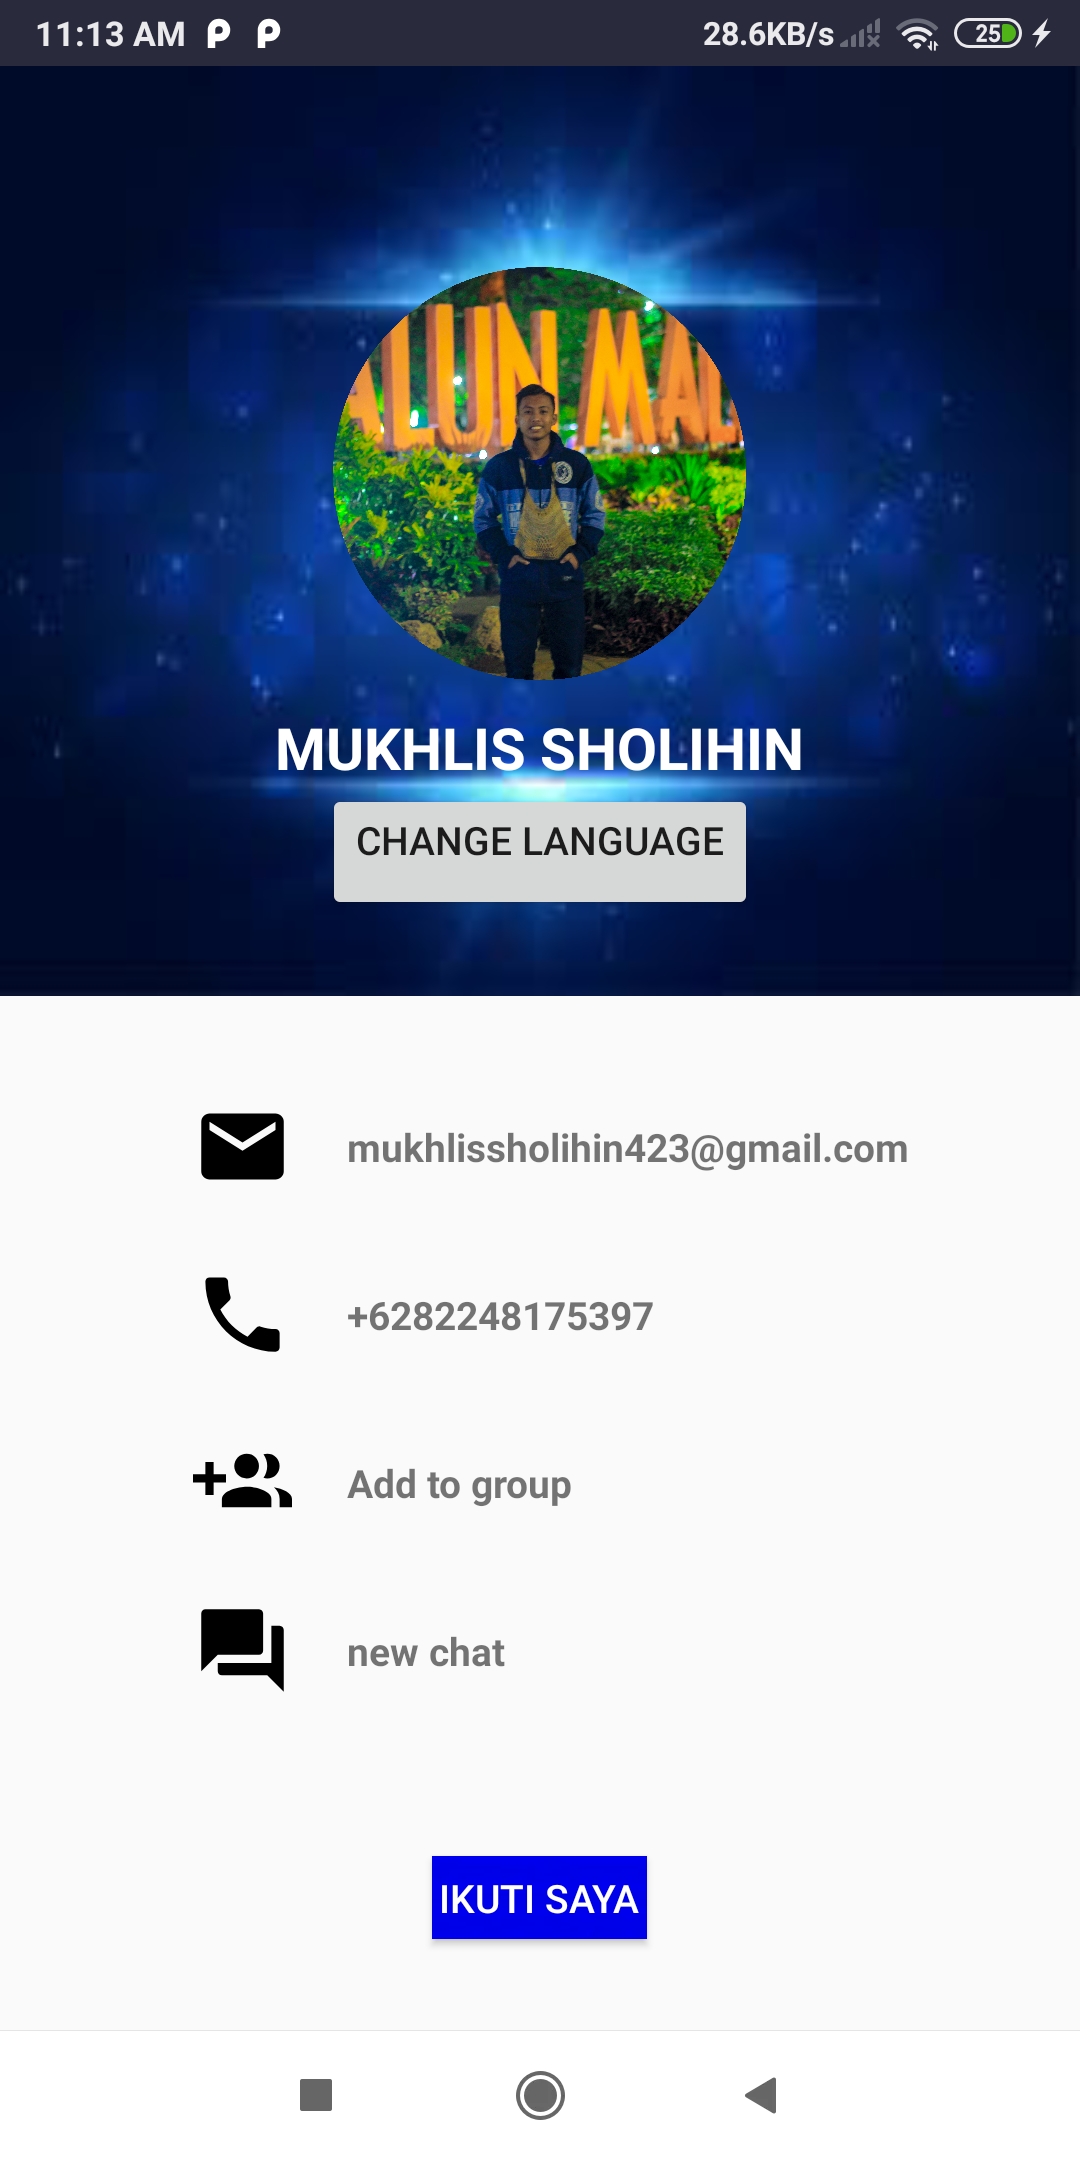 11:13 AM
28.6KB/s
25
ALUN MAL
MUKHLIS SHOLIHIN
CHANGE LANGUAGE
mukhlissholihin423@gmail.com
+6282248175397
Add to group
new chat
IKUTI SAYA